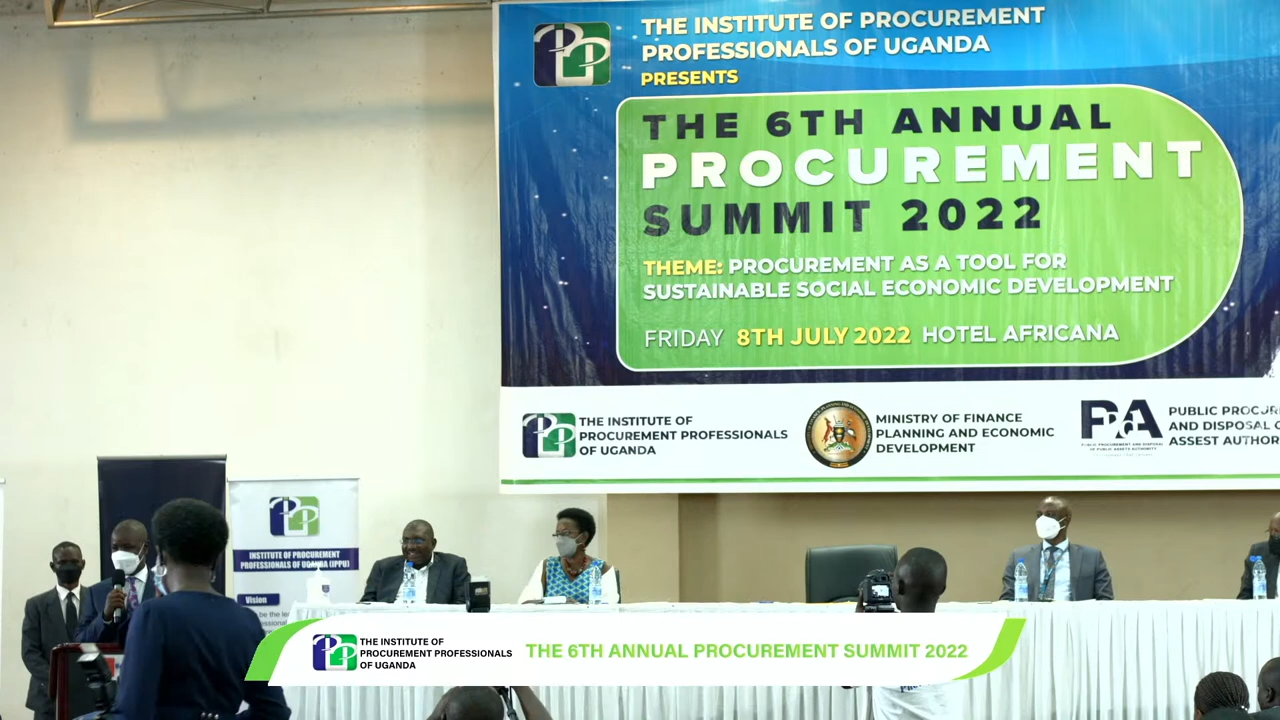 THE INSTITUTE OF PROCUREMENT
PROFESSIONALS OF UGANDA
PRESENTS
THE 6TH ANNUAL
PROCUREMENT
SUMMIT 2022
THEME: PROCUREMENT AS A TOOL FOR
SUSTAINABLE SOCIAL ECONOMIC DEVELOPMENT
FRIDAY 8TH JULY 2022 HOTEL AFRICANA
THE INSTITUTE OF
PROCUREMENT PROFESSIONALS
OF UGANDA
MINISTRY OF FINANCE
PLANNING AND ECONOMIC
DEVELOPMENT
PUBLIC PROCUR
AND DISPOSAL O
ASSEST AUTHOR
INSTITUTE OF PROCUREMENT
PROFESSIONALS OF UGANDA (IPPU)
Vision
THE INSTITUTE OF
PROCUREMENT PROFESSIONALS
OF UGANDA
THE 6TH ANNUAL PROCUREMENT SUMMIT 2022